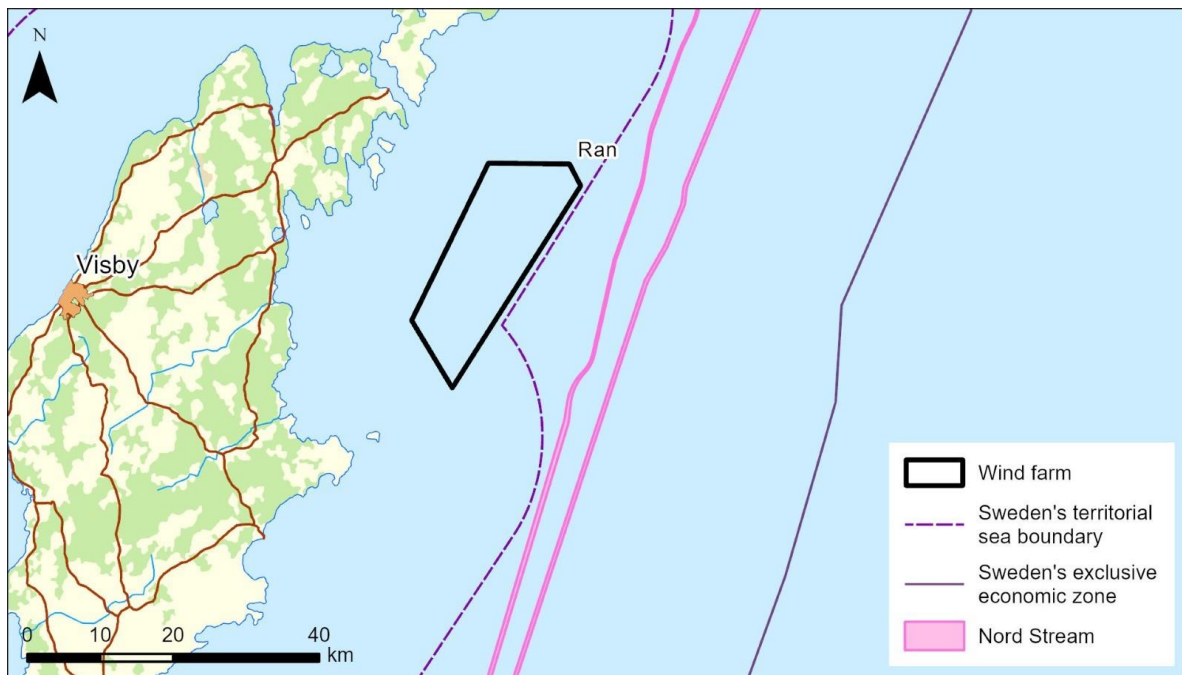 N
Ran
Visby
Wind farm
Sweden's territorial
sea boundary
Sweden's exclusive
economic zone
Nord Stream
0 10 20 40
km